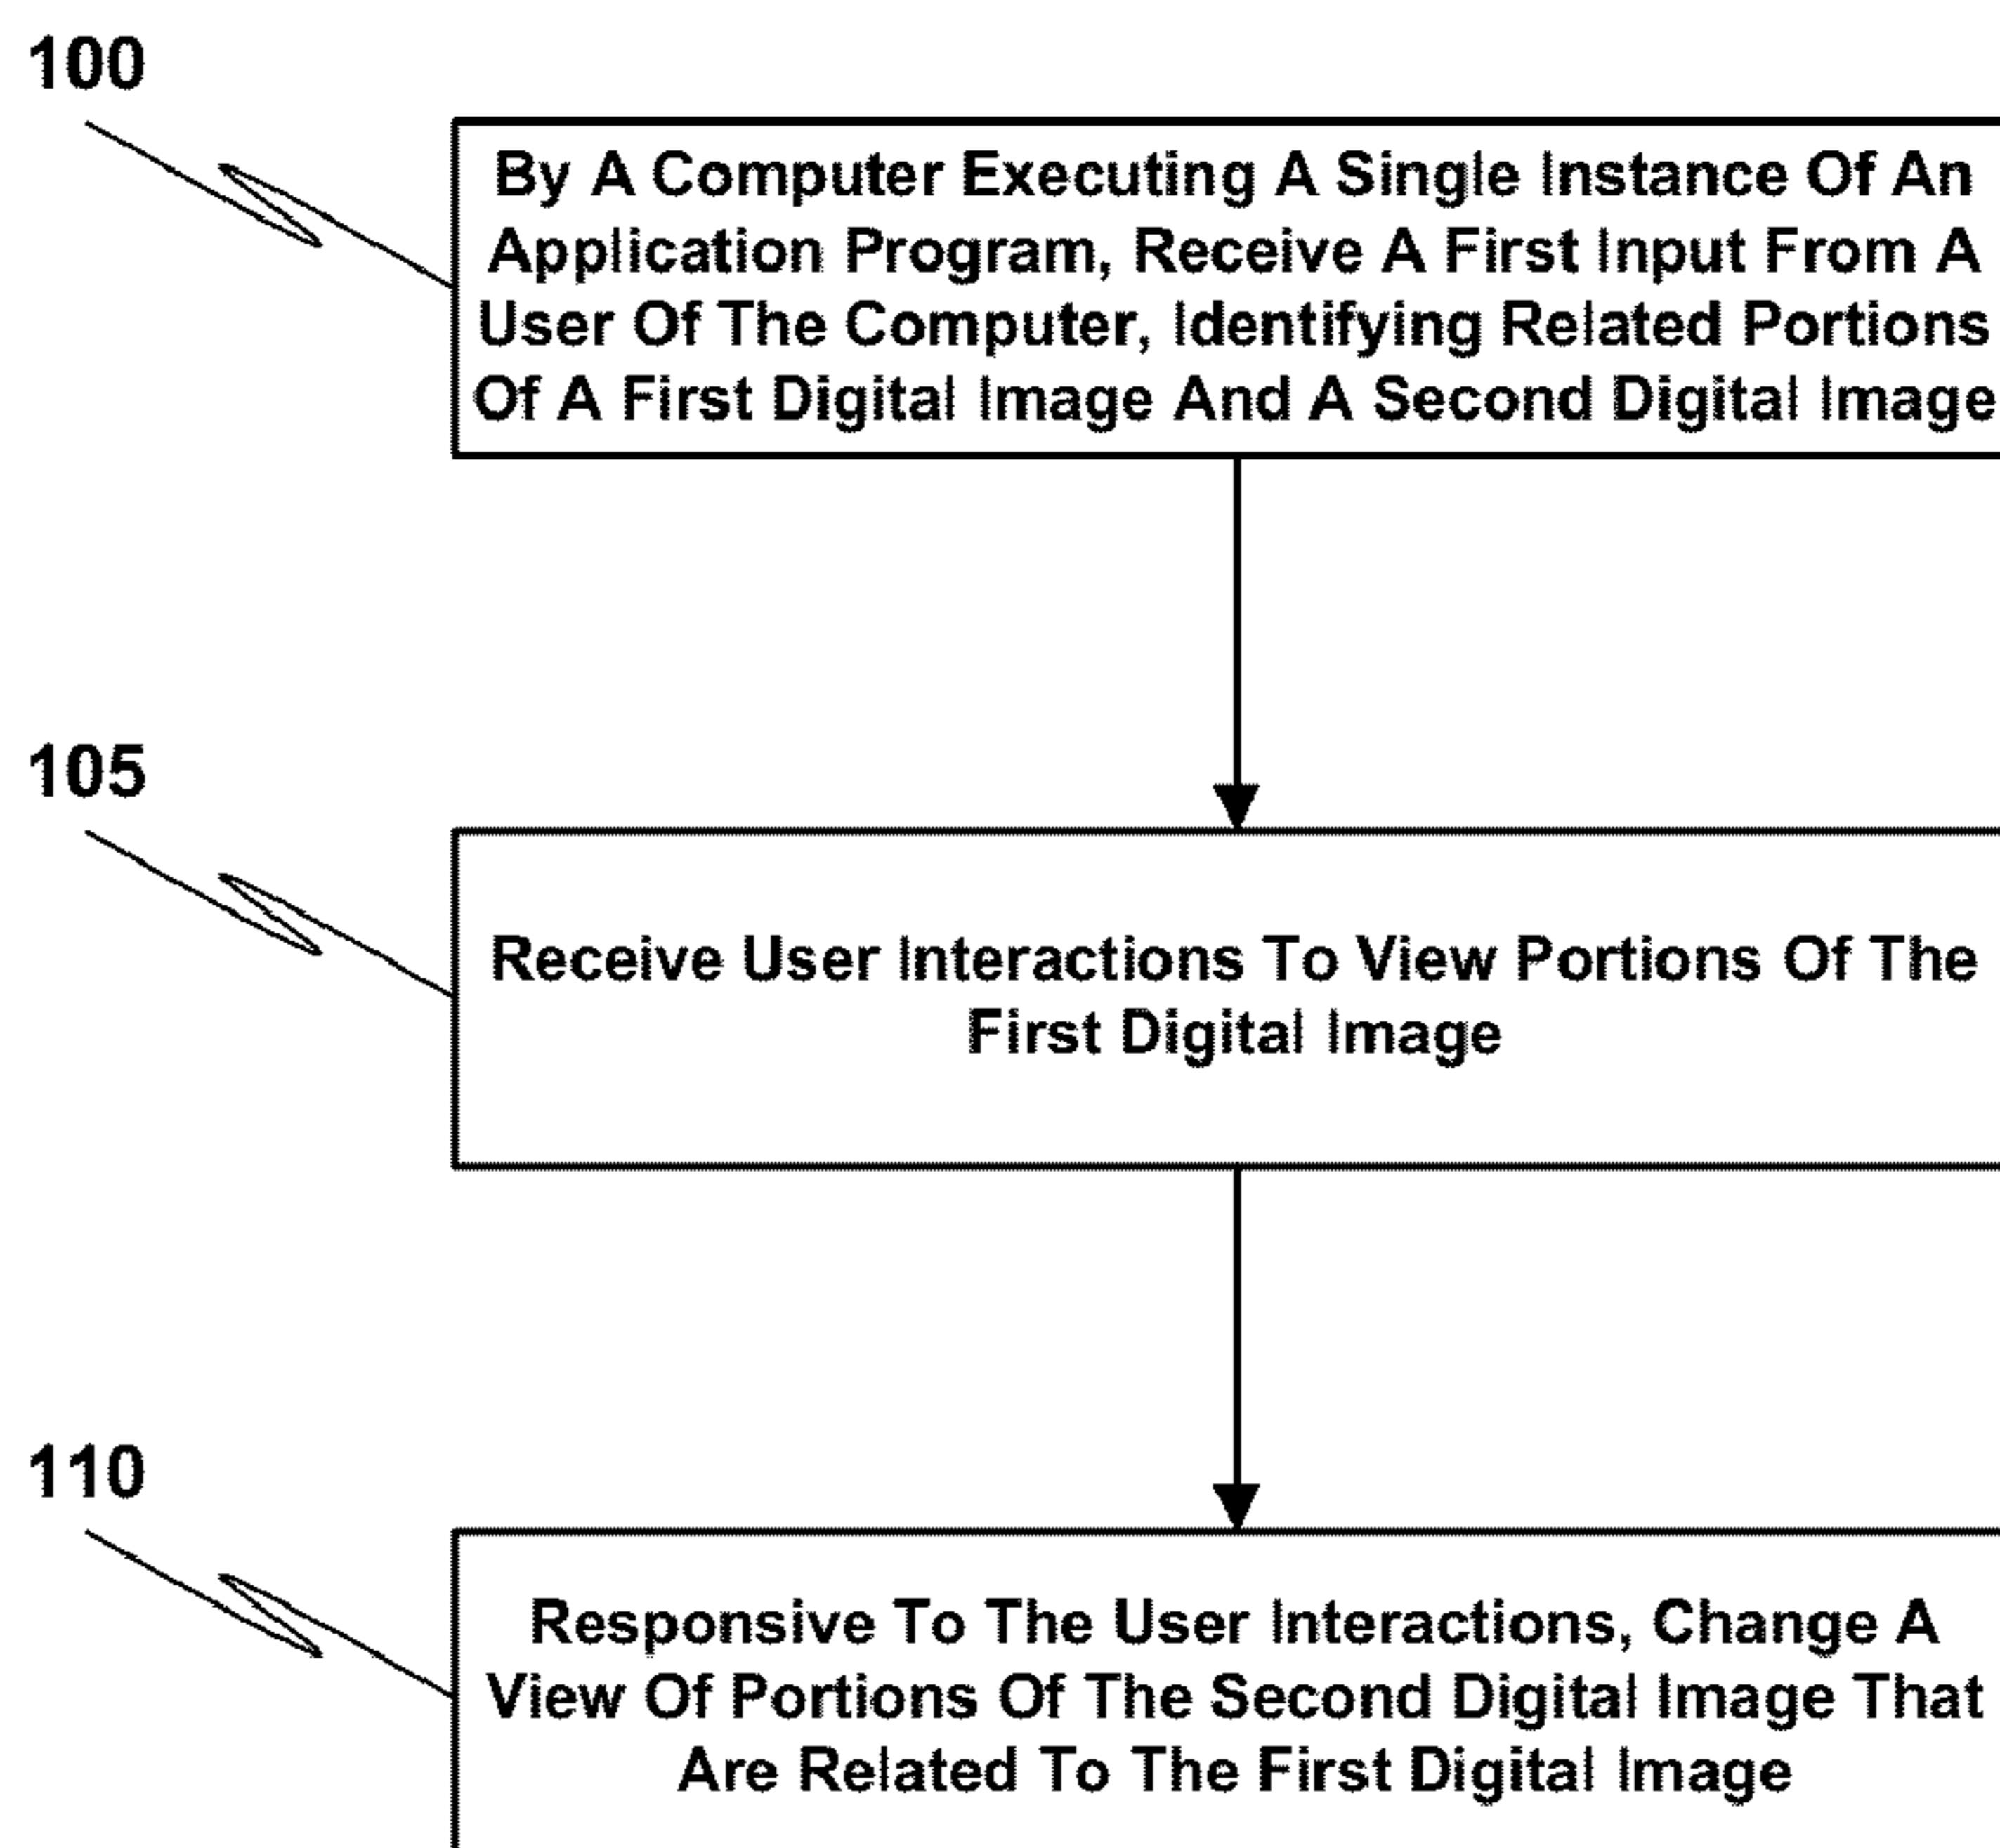 100
By A Computer Executing A Single Instance Of An
Application Program, Receive A First Input From A
User Of The Computer, Identifying Related Portions
Of A First Digital Image And A Second Digital Image
105
Receive User Interactions To View Portions Of The
First Digital Image
110
Responsive To The User Interactions, Change A
View Of Portions Of The Second Digital Image That
Are Related To The First Digital Image